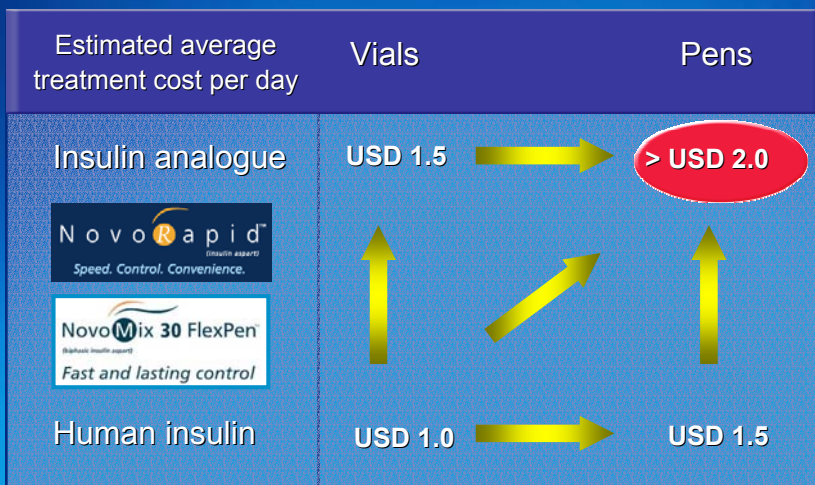 Estimated average
treatment cost per day
Vials
Pens
Insulin analogue
USD 1.5
> USD 2.0
NovoRapid™
(insulin aspart)
Speed. Control. Convenience.
NovoMix 30 FlexPen™
(biphasic insulin aspart)
Fast and lasting control
Human insulin
USD 1.0
USD 1.5